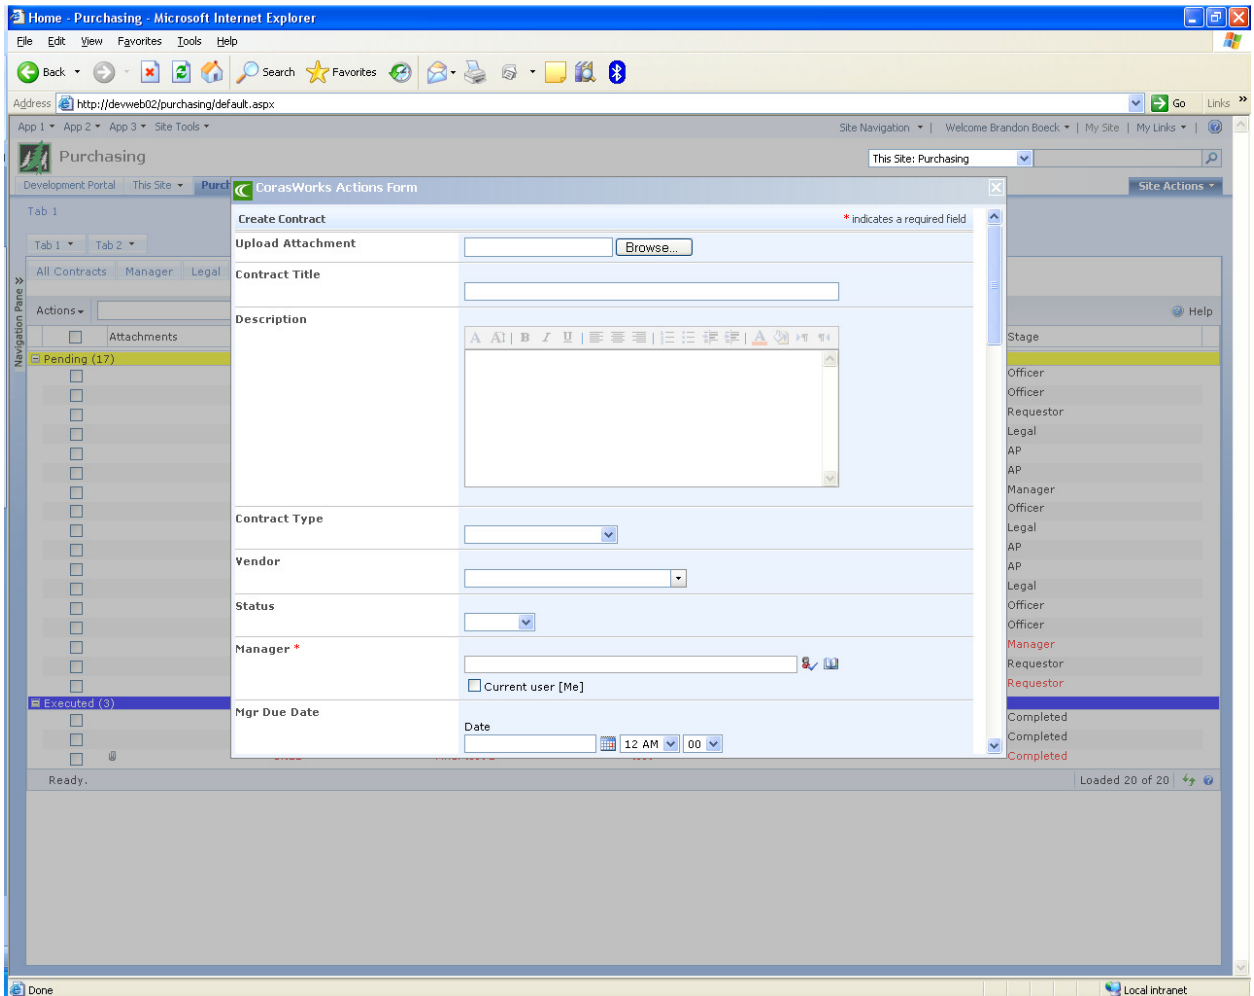 Home - Purchasing - Microsoft Internet Explorer
File Edit View Favorites Tools Help
Back Search Favorites
Address http://devweb02/purchasing/default.aspx Go Links »
App 1 App 2 App 3 Site Tools Site Navigation | Welcome Brandon Boeck | My Site | My Links |
Purchasing This Site: Purchasing
Development Portal This Site Purch Site Actions
CorasWorks Actions Form
Tab 1
Create Contract * indicates a required field
Tab 1 Tab 2
Upload Attachment Browse...
All Contracts Manager Legal
Contract Title
Navigation Pane »
Actions Help
Description
Attachments Stage
A A B I U A
Pending (17)
Officer
Officer
Requestor
Legal
AP
AP
Manager
Officer
Contract Type
Legal
AP
Vendor
AP
Legal
Status
Officer
Officer
Manager *
Manager
Requestor
Current user [Me]
Requestor
Executed (3)
Mgr Due Date
Completed
Date
Completed
12 AM 00
Completed
Ready. Loaded 20 of 20
Done Local intranet